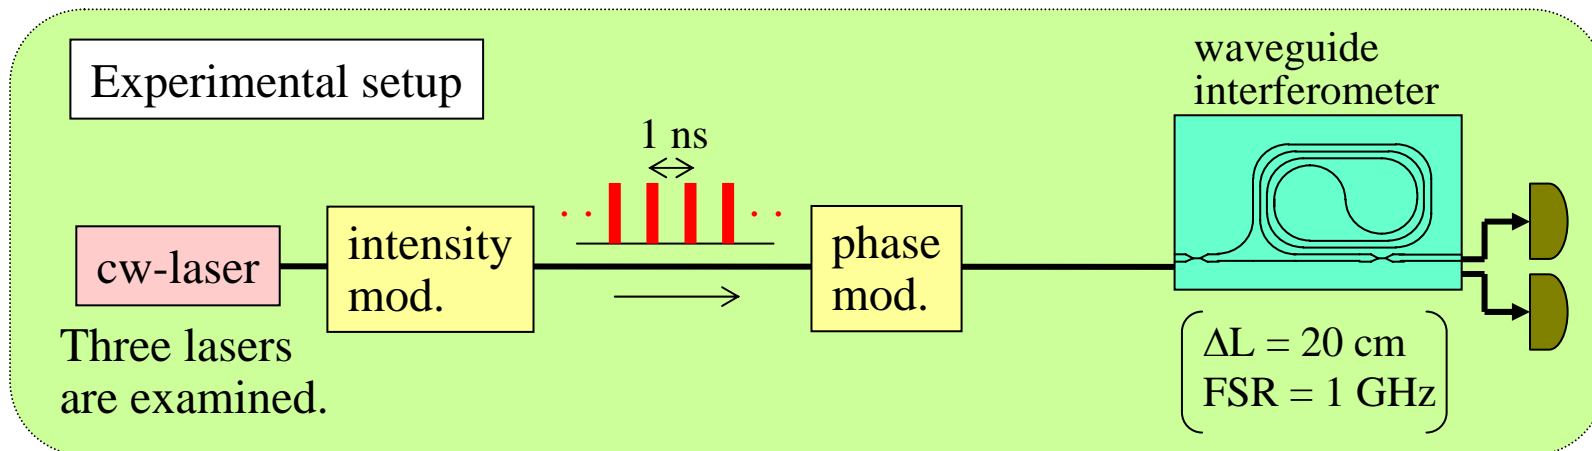 Experimental setup
waveguide
interferometer
1 ns
· ·
· ·
cw-laser
intensity
mod.
phase
mod.
Three lasers
are examined.
ΔL = 20 cm
FSR = 1 GHz